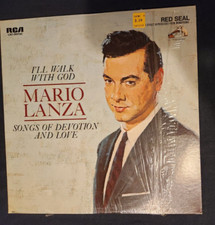 RCA
RED SEAL
I'LL WALK
WITH GOD
MARIO
LANZA
SONGS OF DEVOTION
AND LOVE